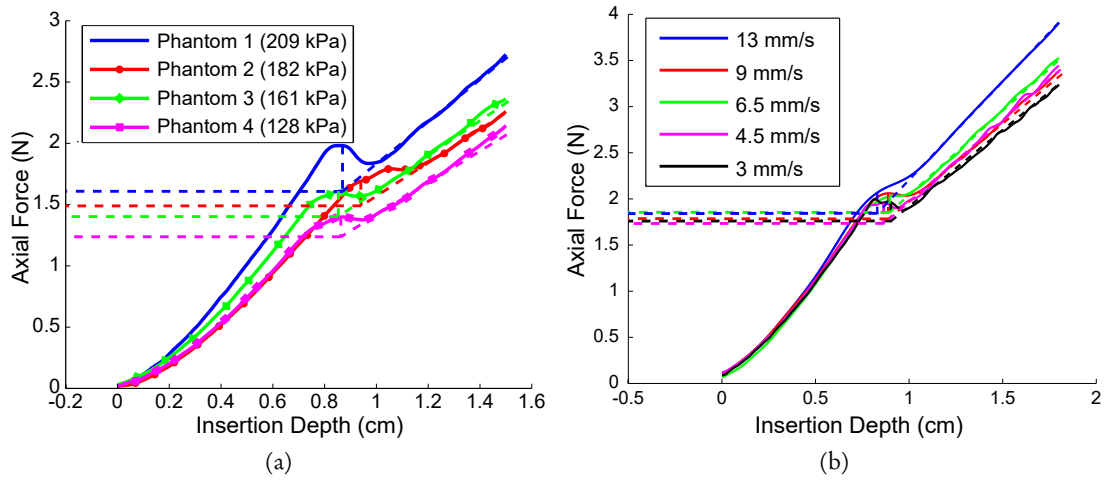 3
2.5
2
1.5
1
0.5
0
-0.2 0 0.2 0.4 0.6 0.8 1 1.2 1.4 1.6
Axial Force (N)
Insertion Depth (cm)
Phantom 1 (209 kPa)
Phantom 2 (182 kPa)
Phantom 3 (161 kPa)
Phantom 4 (128 kPa)
(a)
4
3.5
3
2.5
2
1.5
1
0.5
0
-0.5 0 0.5 1 1.5 2
Axial Force (N)
Insertion Depth (cm)
13 mm/s
9 mm/s
6.5 mm/s
4.5 mm/s
3 mm/s
(b)